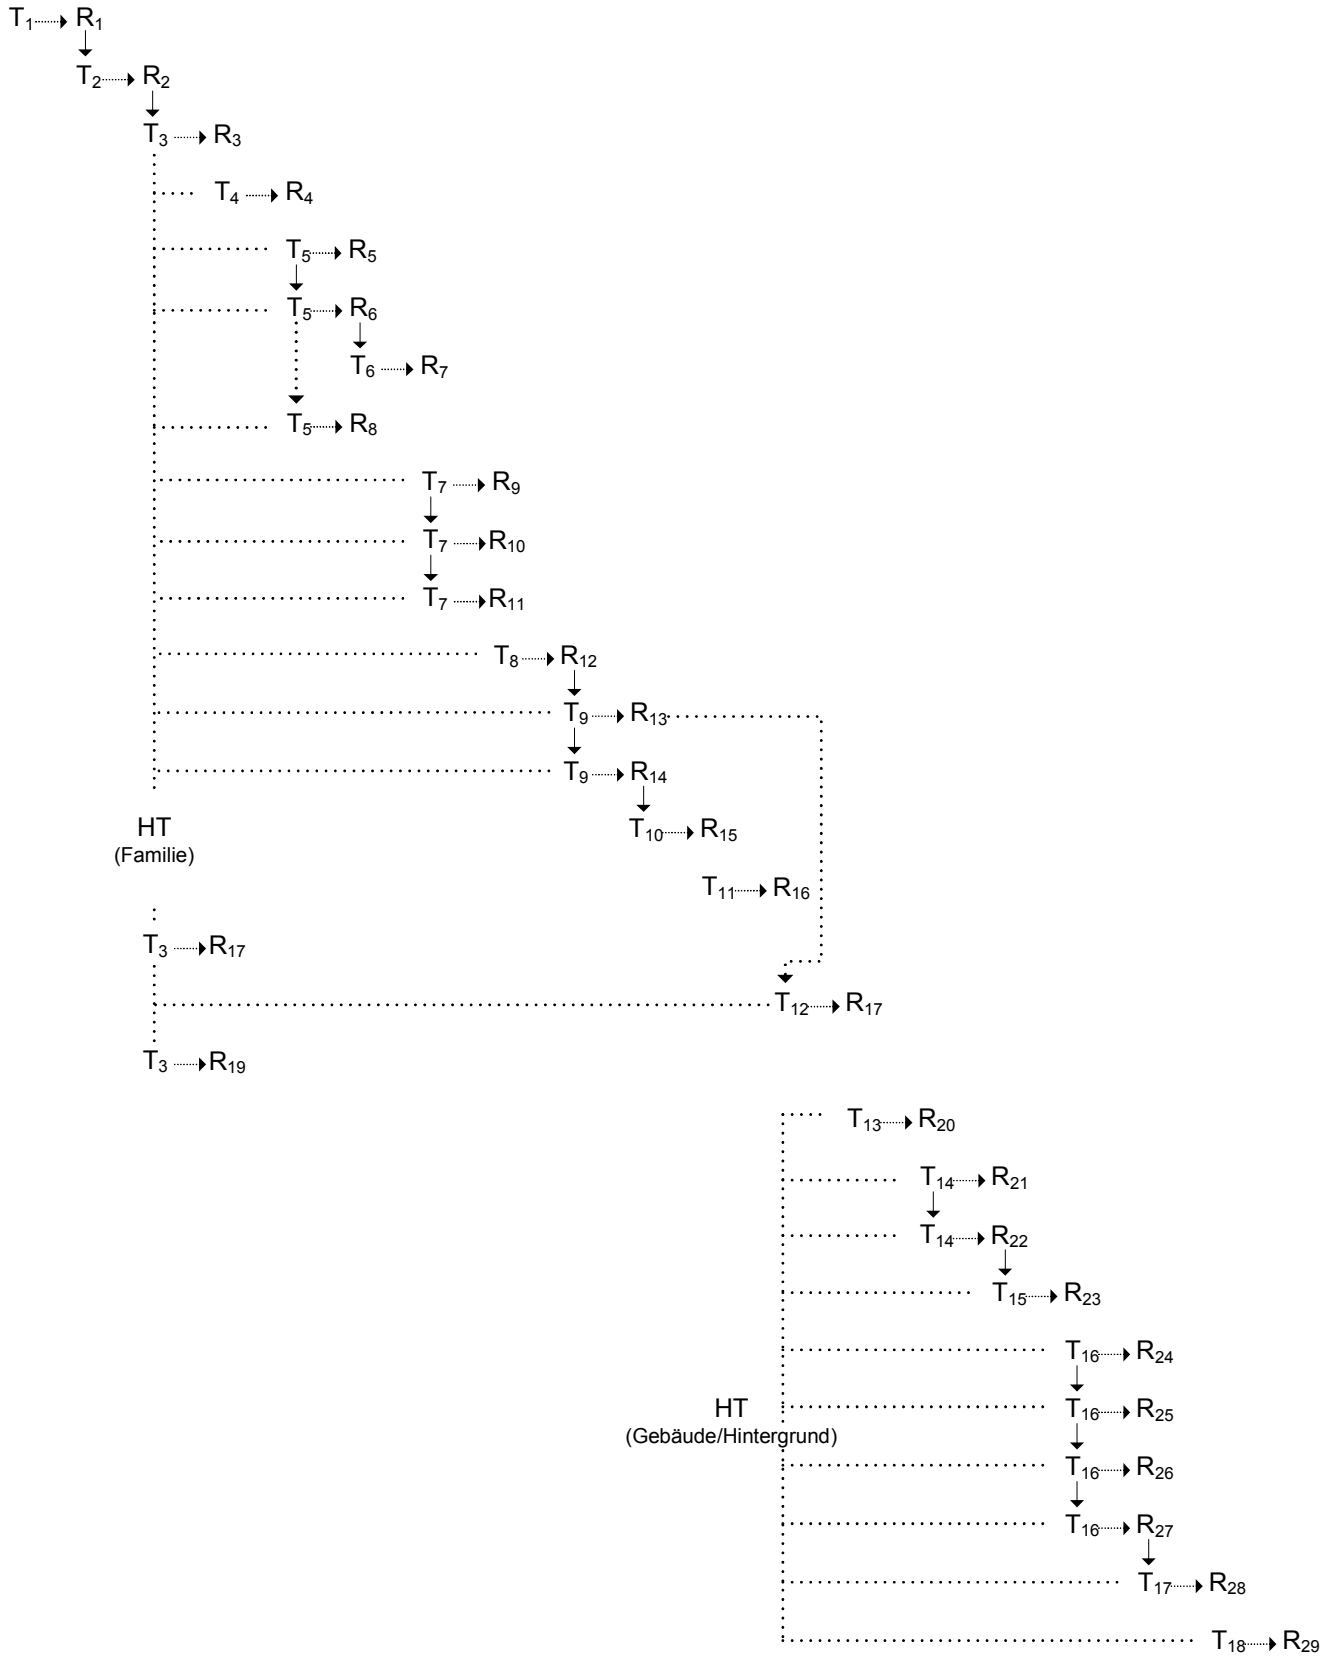 T1 R1
T2 R2
T3 R3
T4 R4
T5 R5
T5 R6
T6 R7
T5 R8
T7 R9
T7 R10
T7 R11
T8 R12
T9 R13
T9 R14
HT
T10 R15
(Familie)
T11 R16
T3 R17
T12 R17
T3 R19
T13 R20
T14 R21
T14 R22
T15 R23
T16 R24
HT
T16 R25
(Gebäude/Hintergrund)
T16 R26
T16 R27
T17 R28
T18 R29